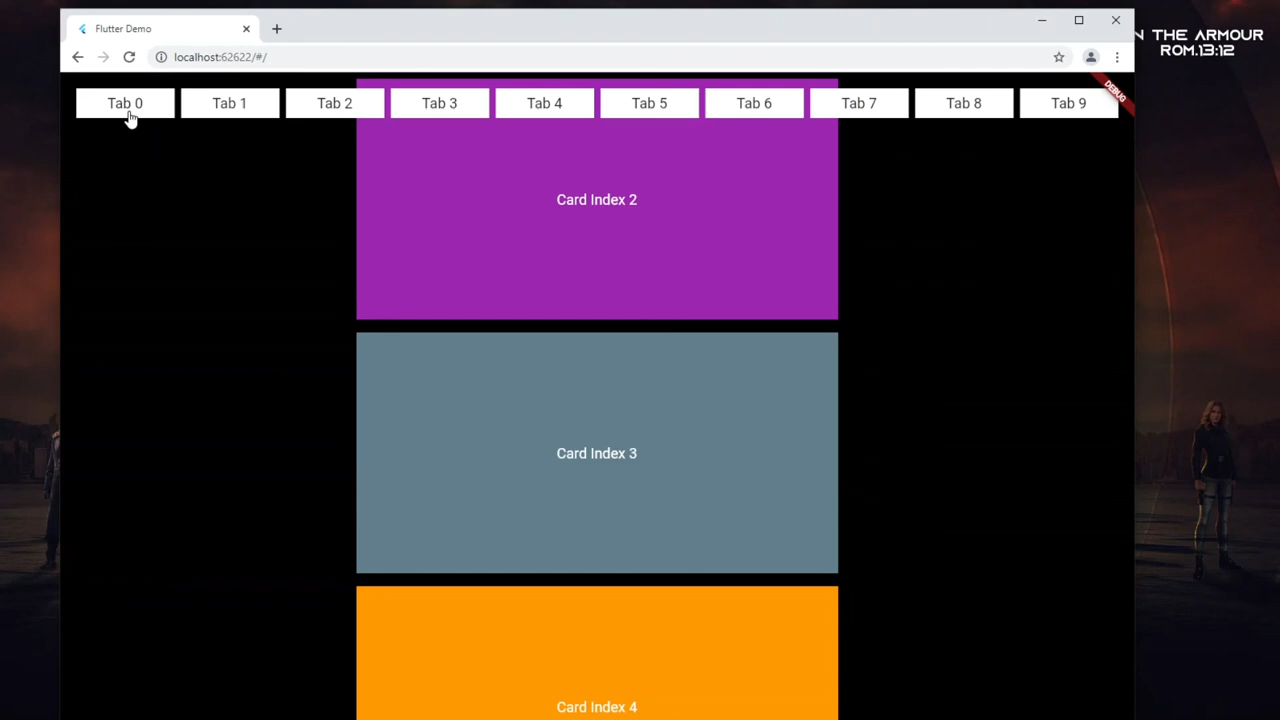 Flutter Demo
N THE ARMOUR
ROM.13:12
localhost:62622/#/
DEBUG
Tab 0 Tab 1 Tab 2 Tab 3 Tab 4 Tab 5 Tab 6 Tab 7 Tab 8 Tab 9
Card Index 2
Card Index 3
Card Index 4